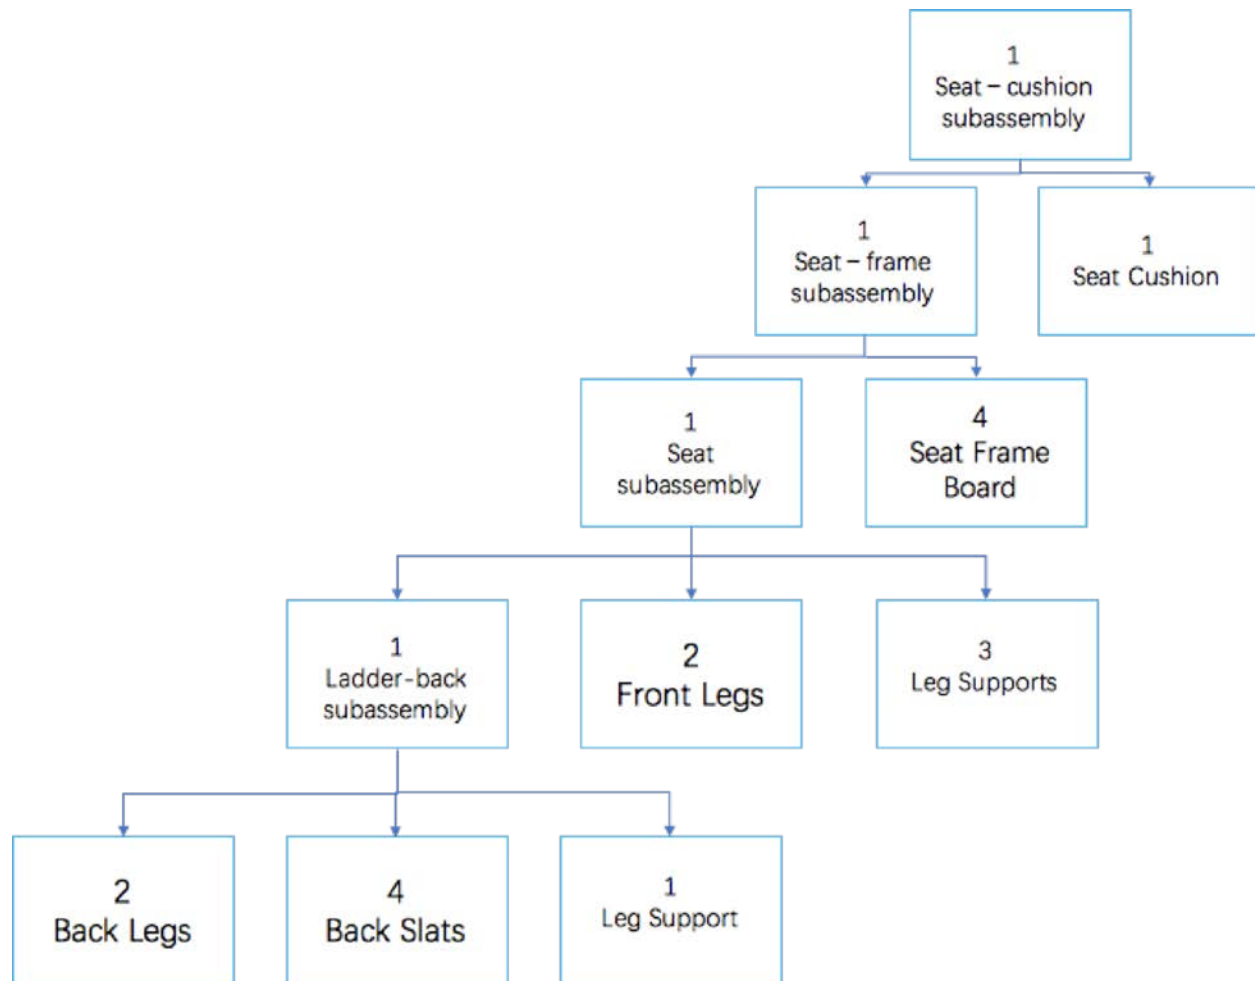 1
Seat – cushion
subassembly
1
Seat – frame
subassembly
1
Seat Cushion
1
Seat
subassembly
4
Seat Frame
Board
1
Ladder-back
subassembly
2
Front Legs
3
Leg Supports
2
Back Legs
4
Back Slats
1
Leg Support